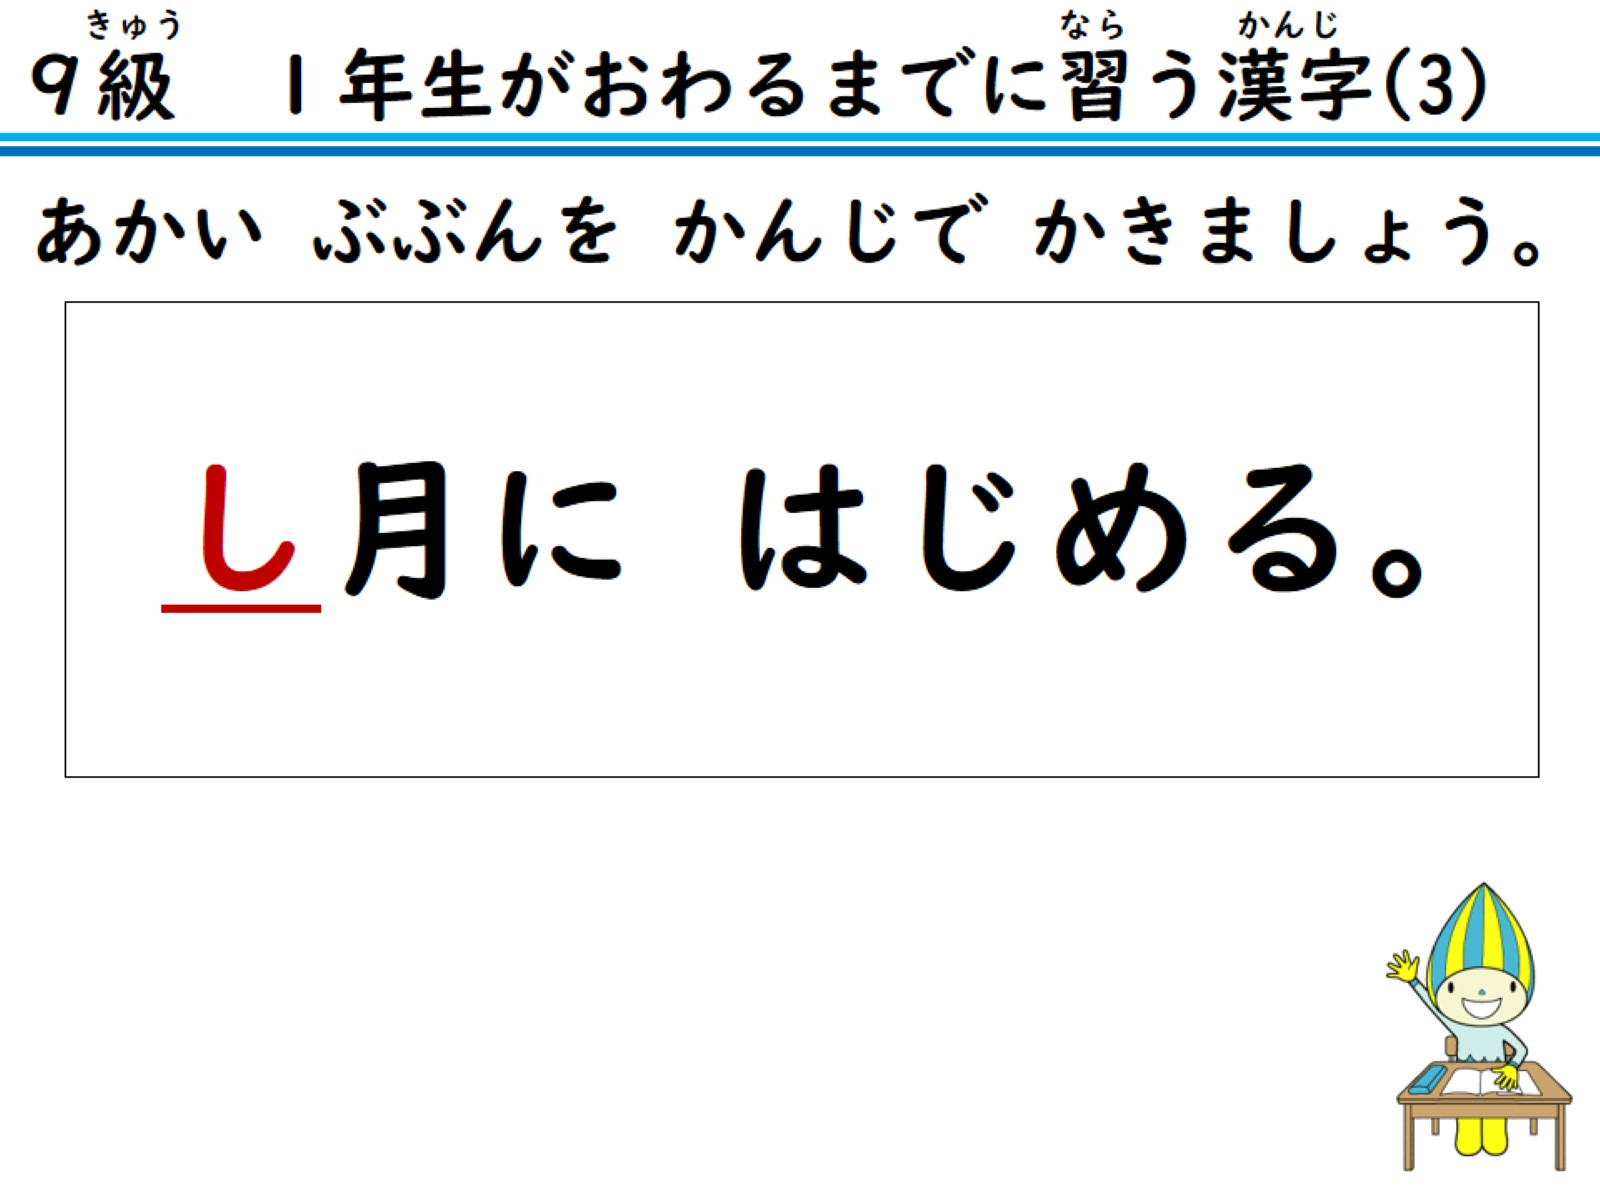 きゅう なら かんじ
9級 1年生がおわるまでに習う漢字(3)
あかい ぶぶんを かんじで かきましょう。
し月に はじめる。